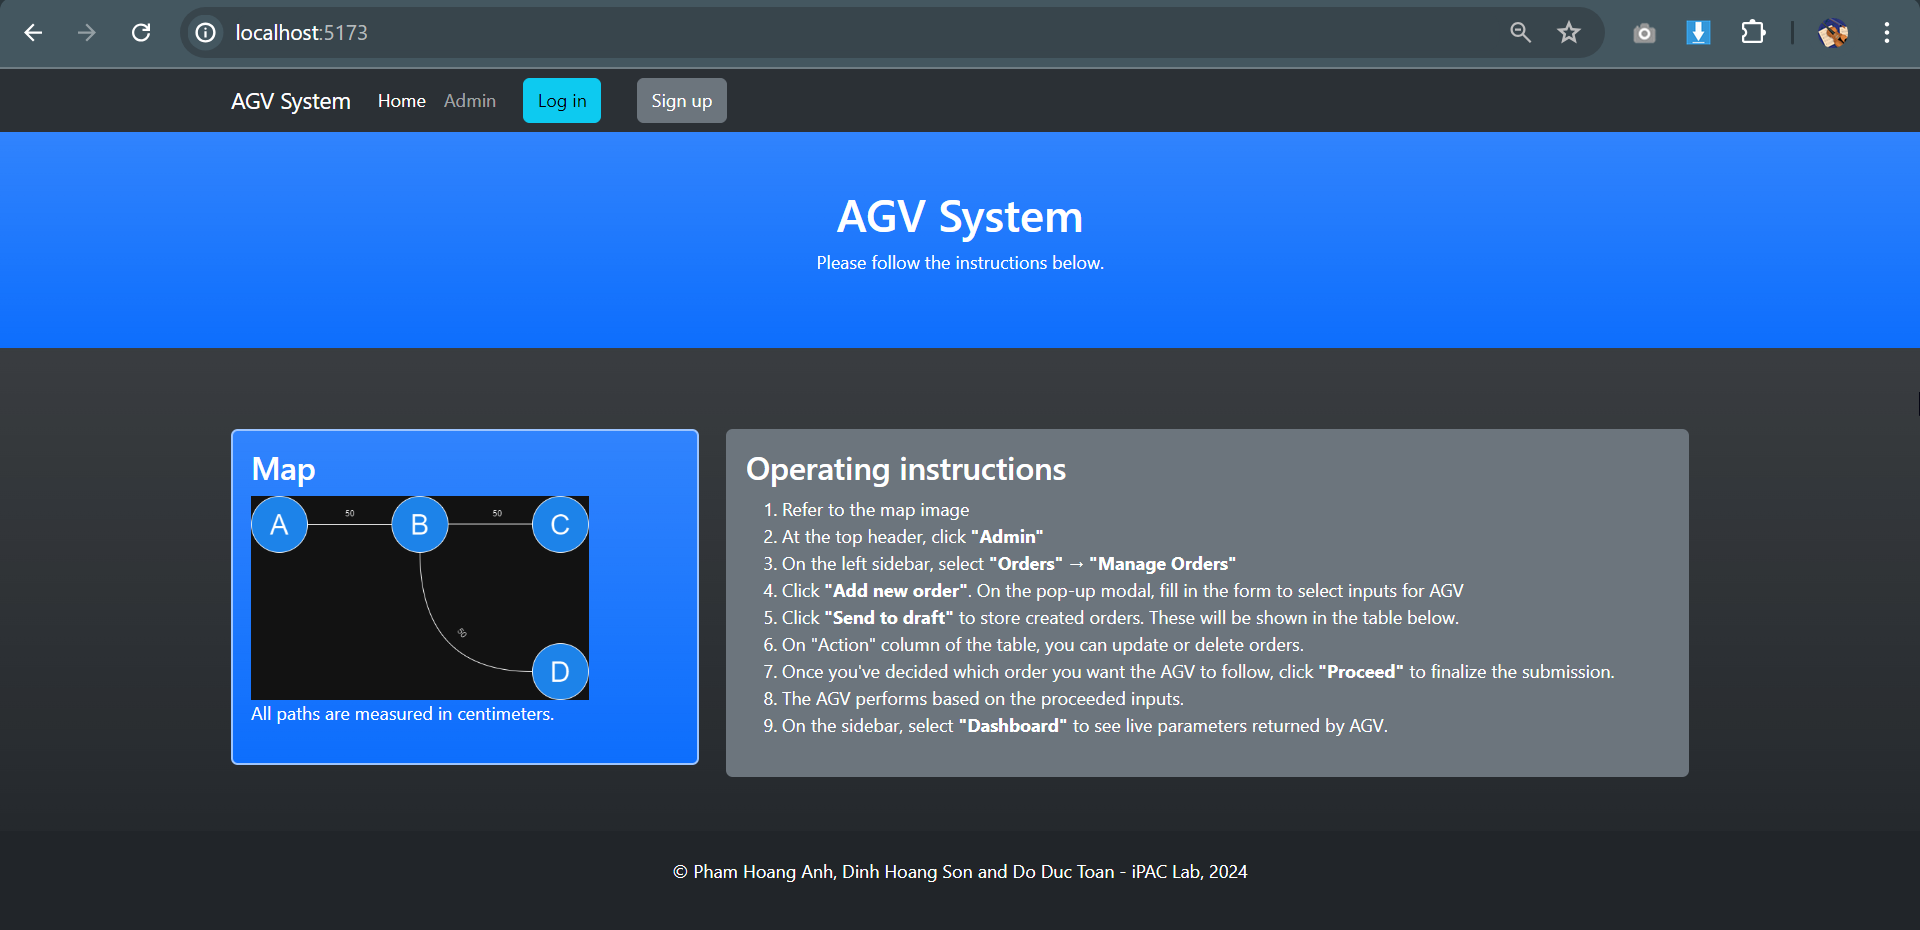 localhost:5173
AGV System Home Admin Log in Sign up
AGV System
Please follow the instructions below.
Map
A 50 B 50 C
50
D
All paths are measured in centimeters.
Operating instructions
1. Refer to the map image
2. At the top header, click "Admin"
3. On the left sidebar, select "Orders" → "Manage Orders"
4. Click "Add new order". On the pop-up modal, fill in the form to select inputs for AGV
5. Click "Send to draft" to store created orders. These will be shown in the table below.
6. On "Action" column of the table, you can update or delete orders.
7. Once you've decided which order you want the AGV to follow, click "Proceed" to finalize the submission.
8. The AGV performs based on the proceeded inputs.
9. On the sidebar, select "Dashboard" to see live parameters returned by AGV.
© Pham Hoang Anh, Dinh Hoang Son and Do Duc Toan - iPAC Lab, 2024